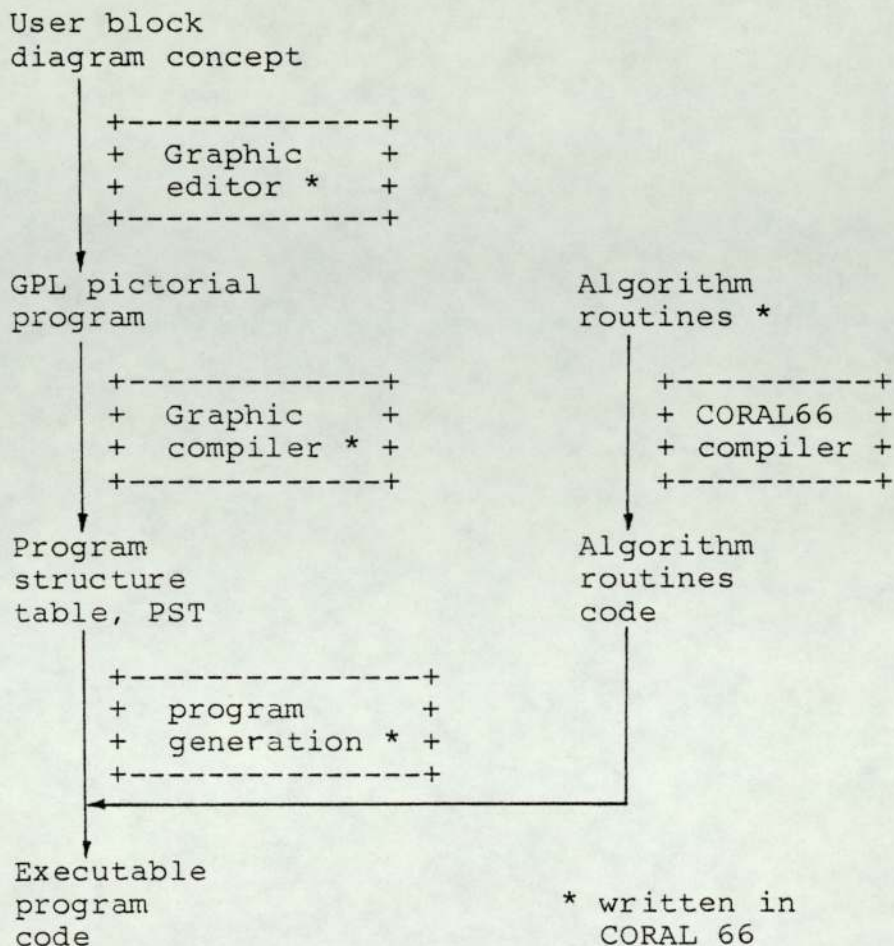 User block
diagram concept
+-------------+
+ Graphic +
+ editor * +
+-------------+
GPL pictorial
program
Algorithm
routines *
+-------------+
+ Graphic +
+ compiler * +
+-------------+
+----------+
+ CORAL66 +
+ compiler +
+----------+
Program
structure
table, PST
Algorithm
routines
code
+---------------+
+ program +
+ generation * +
+---------------+
Executable
program
code
* written in
CORAL 66